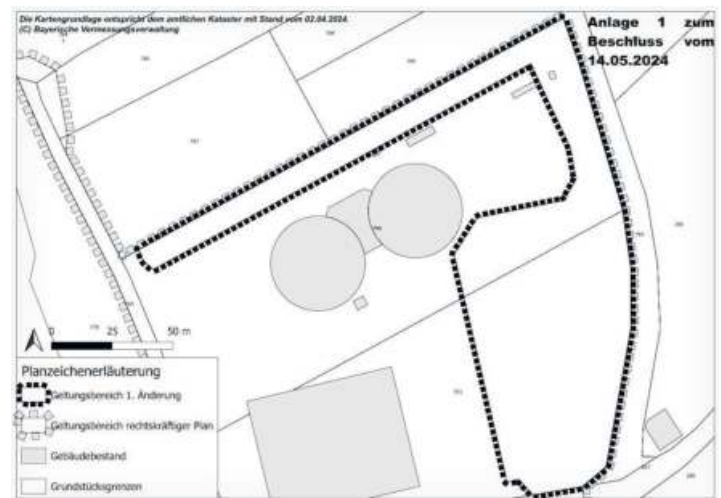 Die Kartengrundlage entspricht dem amtlichen Kataster mit Stand vom 02.04.2024.
(C) Bayerische Vermessungsverwaltung
Anlage 1 zum
Beschluss vom
14.05.2024
0 25 50 m
Planzeichenerläuterung
Geltungsbereich 1. Änderung
Geltungsbereich rechtskräftiger Plan
Gebäudebestand
Grundstücksgrenzen